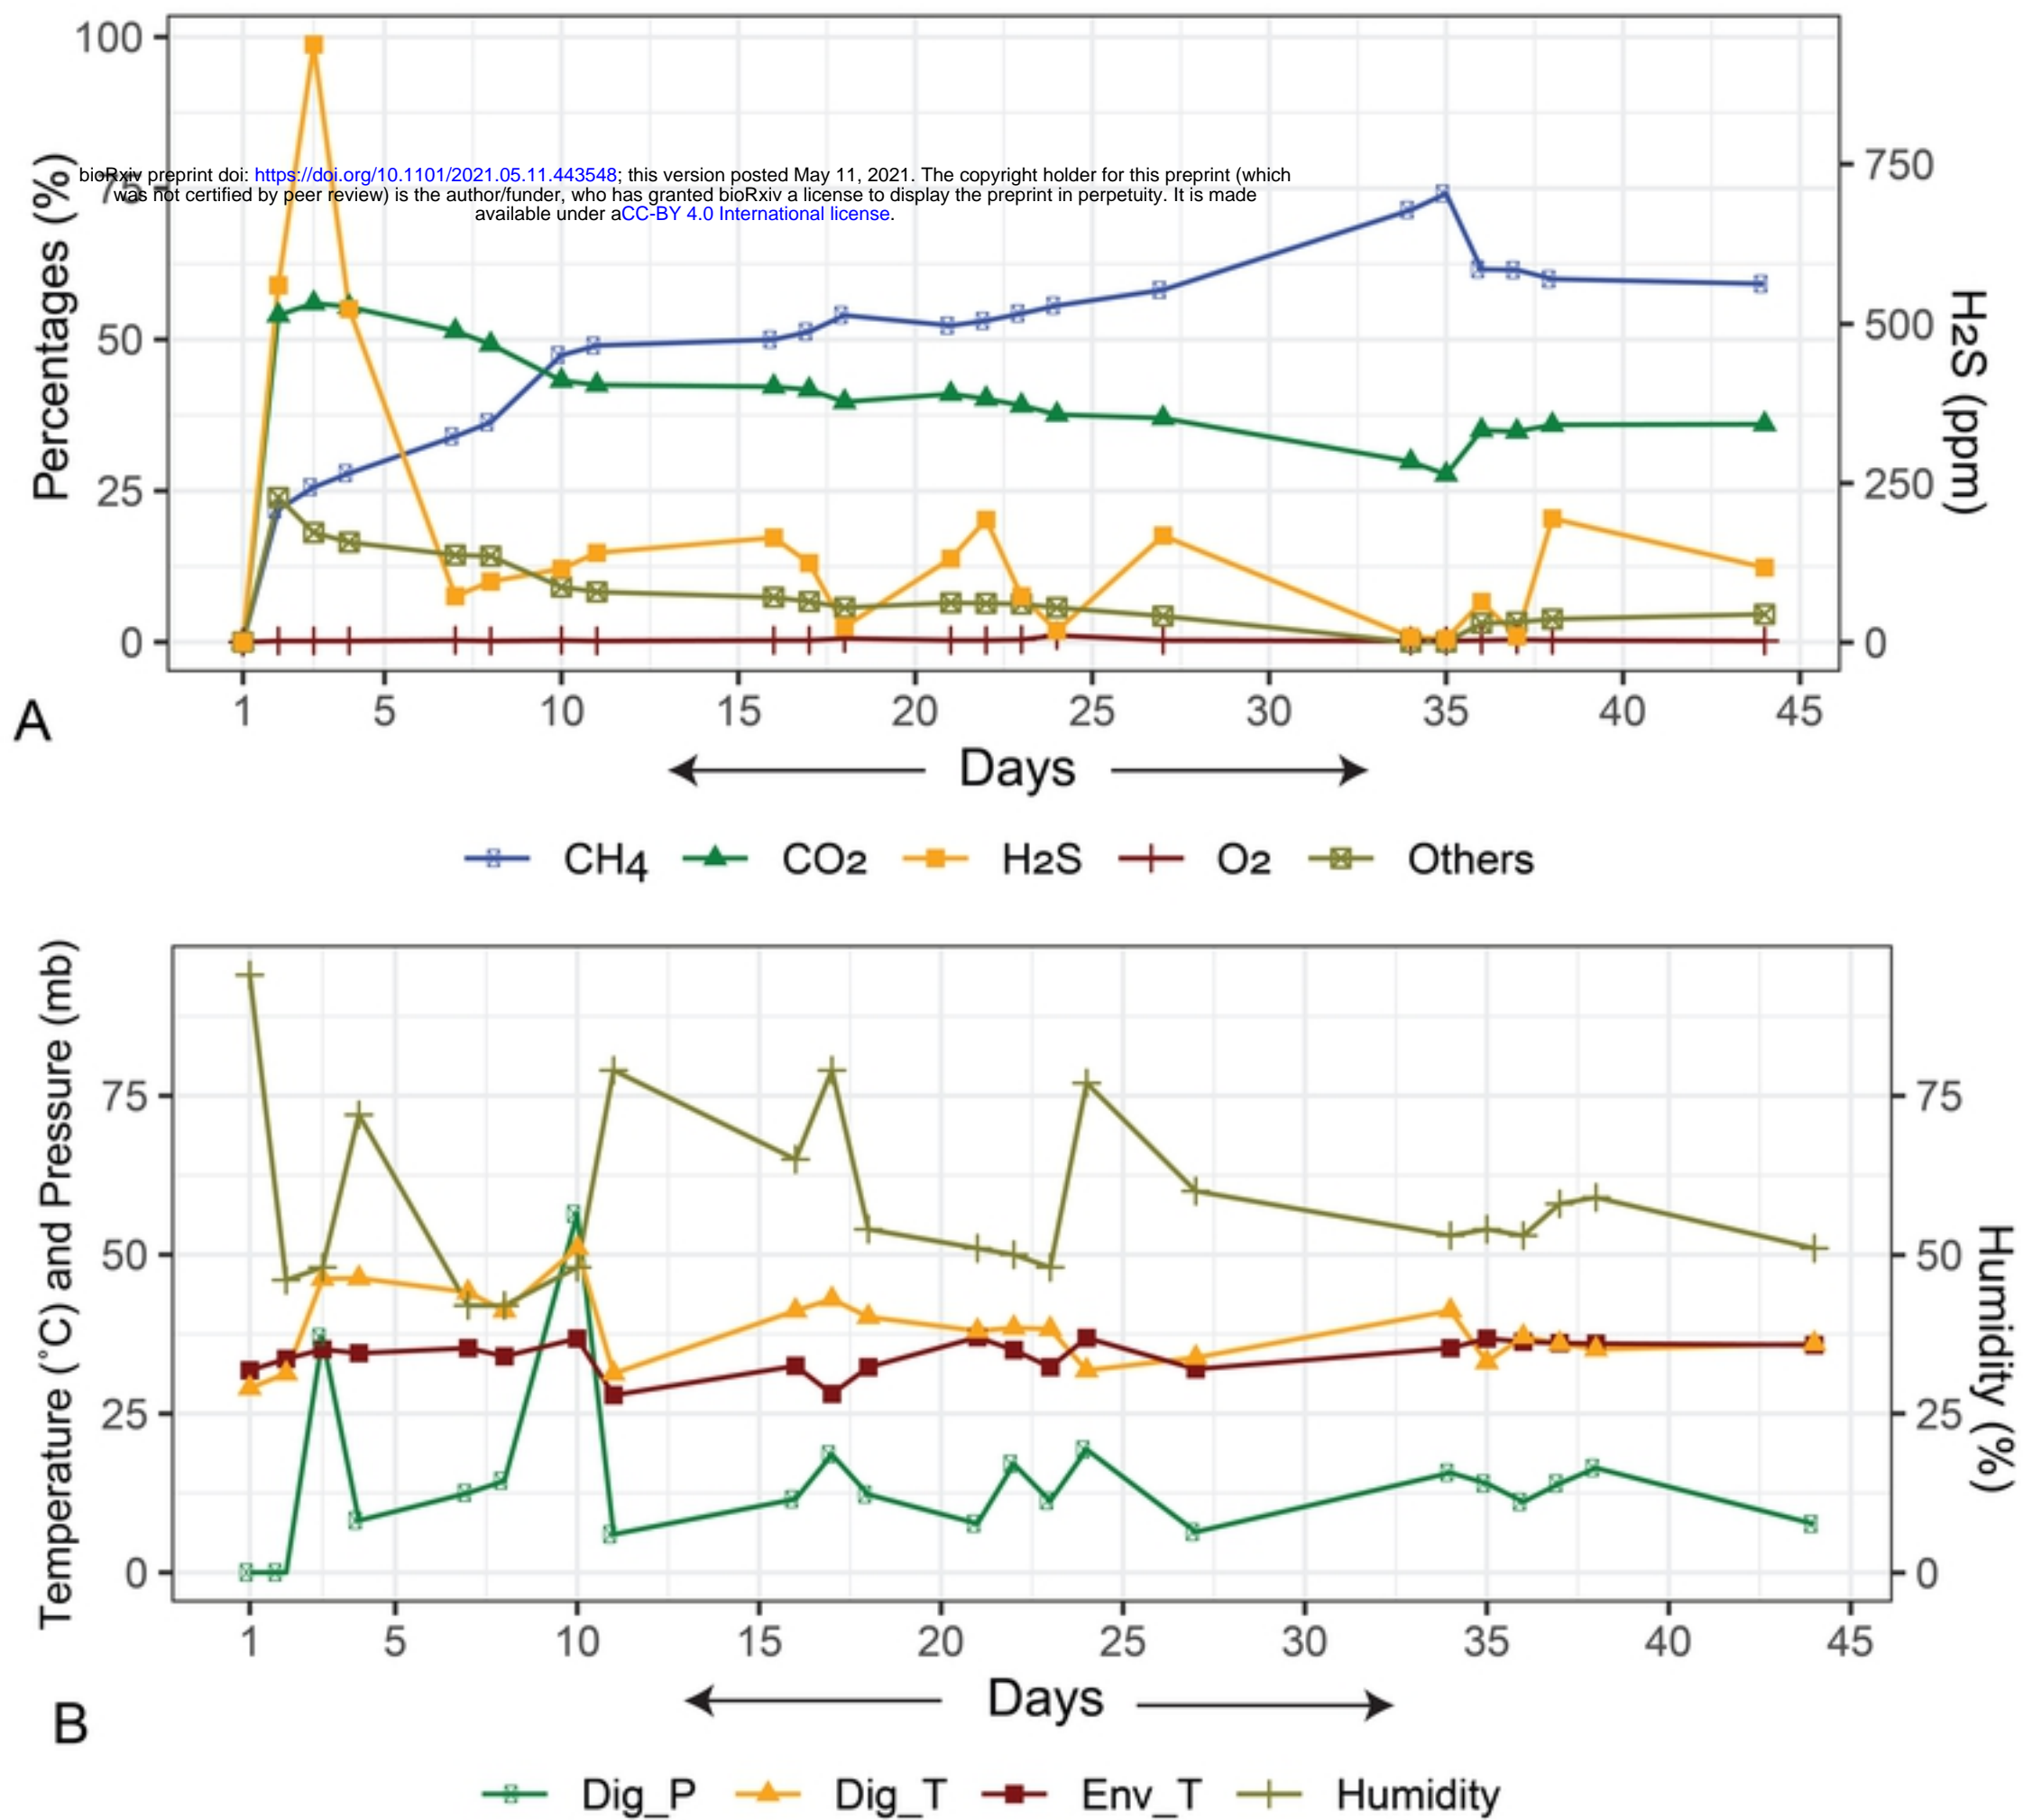 100
75
50
25
0
Percentages (%)
bioRxiv preprint doi: https://doi.org/10.1101/2021.05.11.443548; this version posted May 11, 2021. The copyright holder for this preprint (which
was not certified by peer review) is the author/funder, who has granted bioRxiv a license to display the preprint in perpetuity. It is made
available under aCC-BY 4.0 International license.
750
500
250
0
H2S (ppm)
1 5 10 15 20 25 30 35 40 45
A
Days
CH4 CO2 H2S O2 Others
Temperature (°C) and Pressure (mb)
75
50
25
0
75
50
25
0
Humidity (%)
1 5 10 15 20 25 30 35 40 45
Days
B
Dig_P Dig_T Env_T Humidity